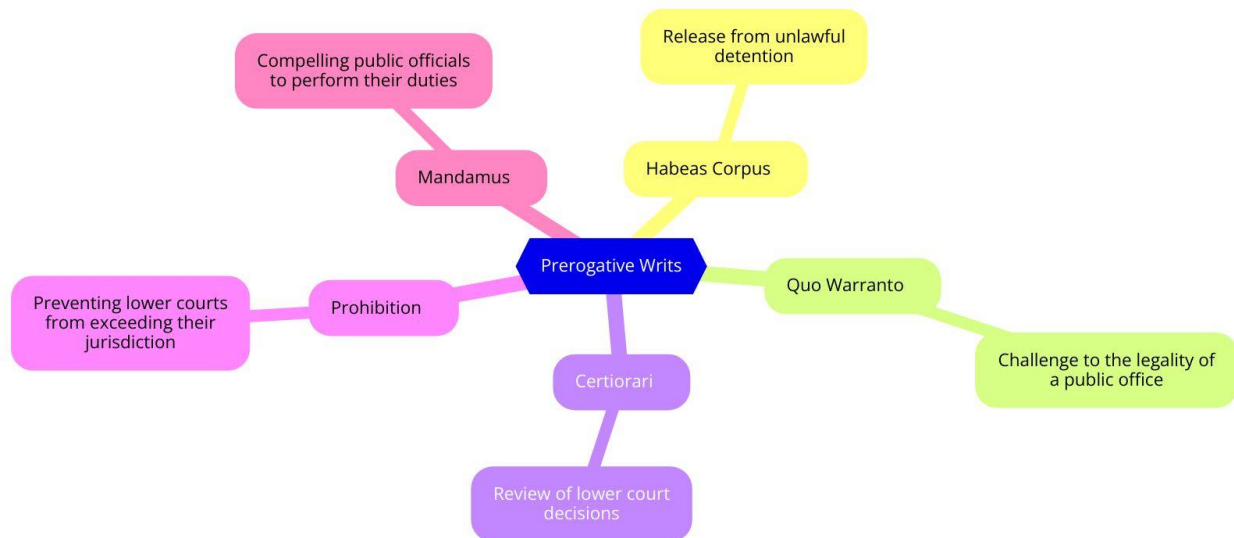 Release from unlawful
detention
Compelling public officials
to perform their duties
Habeas Corpus
Mandamus
Prerogative Writs
Quo Warranto
Preventing lower courts
from exceeding their
jurisdiction
Prohibition
Challenge to the legality of
a public office
Certiorari
Review of lower court
decisions